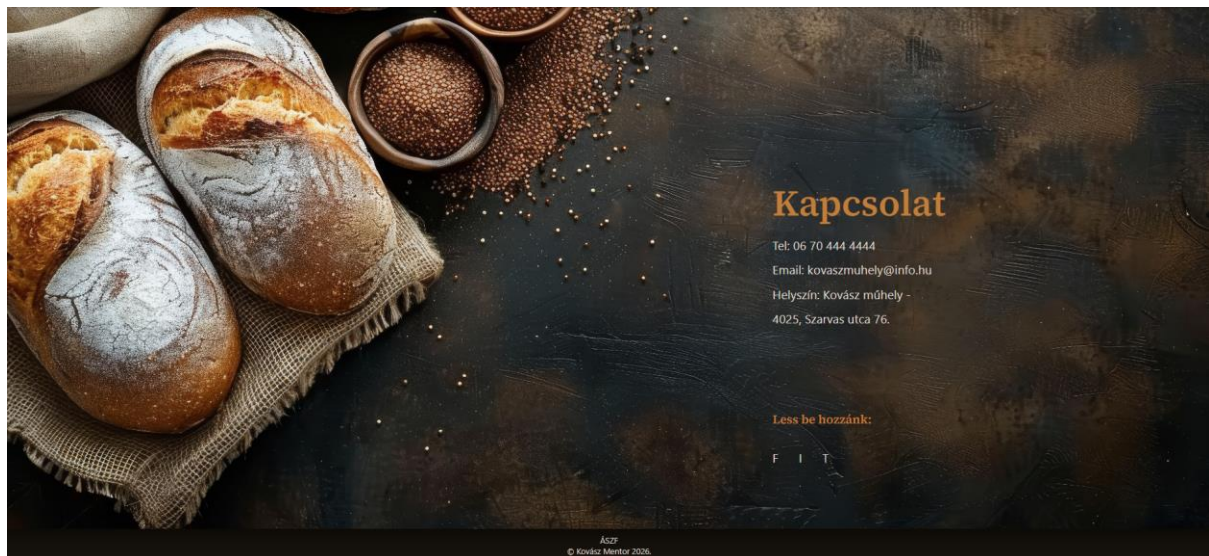 Kapcsolat
Tel: 06 70 444 4444
Email: kovaszmuhely@info.hu
Helyszín: Kovász műhely -
4025, Szarvas utca 76.
Less be hozzánk:
F I T
ÁSZF
© Kovász Mentor 2026.